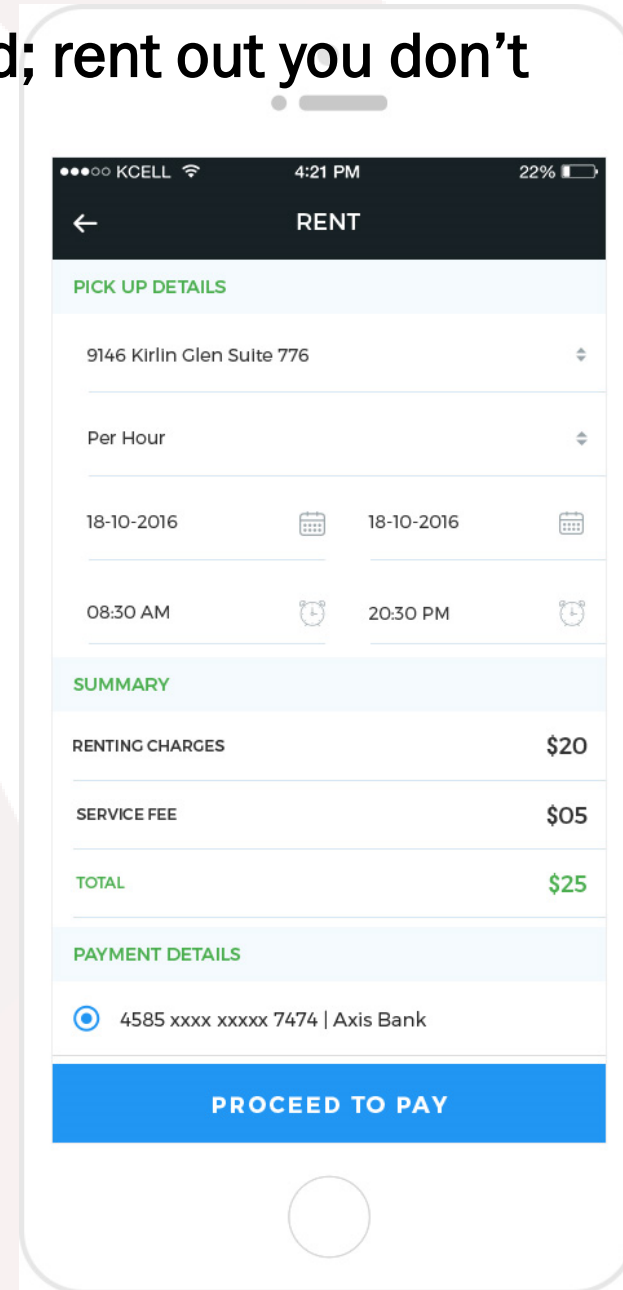 d; rent out you don't
KCELL 4:21 PM 22%
RENT
PICK UP DETAILS
9146 Kirlin Glen Suite 776
Per Hour
18-10-2016 18-10-2016
08:30 AM 20:30 PM
SUMMARY
RENTING CHARGES $20
SERVICE FEE $05
TOTAL $25
PAYMENT DETAILS
4585 xxxx xxxxx 7474 | Axis Bank
PROCEED TO PAY